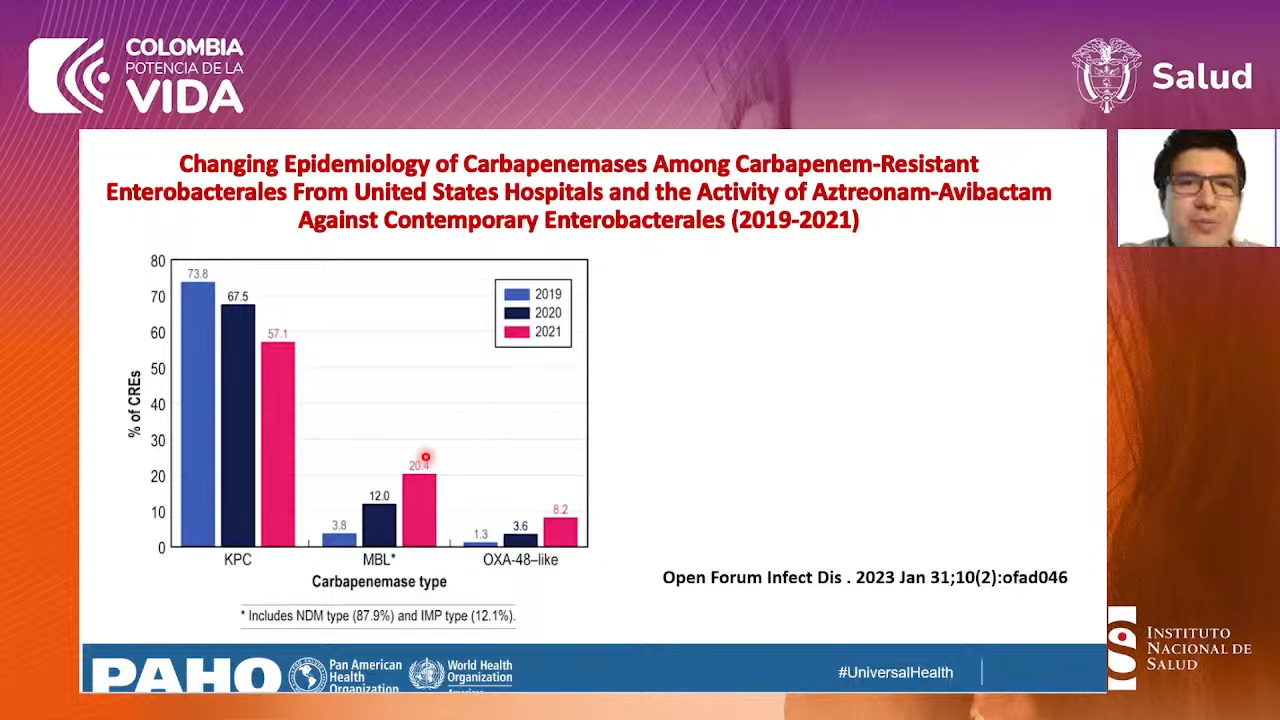 COLOMBIA
POTENCIA DE LA
VIDA
Salud
Changing Epidemiology of Carbapenemases Among Carbapenem-Resistant
Enterobacterales From United States Hospitals and the Activity of Aztreonam-Avibactam
Against Contemporary Enterobacterales (2019-2021)
% of CREs
80
70
60
50
40
30
20
10
0
73.8
67.5
57.1
3.8
12.0
20.4
1.3
3.6
8.2
2019
2020
2021
KPC
MBL*
OXA-48–like
Carbapenemase type
* Includes NDM type (87.9%) and IMP type (12.1%).
Open Forum Infect Dis . 2023 Jan 31;10(2):ofad046
PAHO
Pan American
Health
Organization
World Health
Organization
#UniversalHealth
INSTITUTO
NACIONAL DE
SALUD